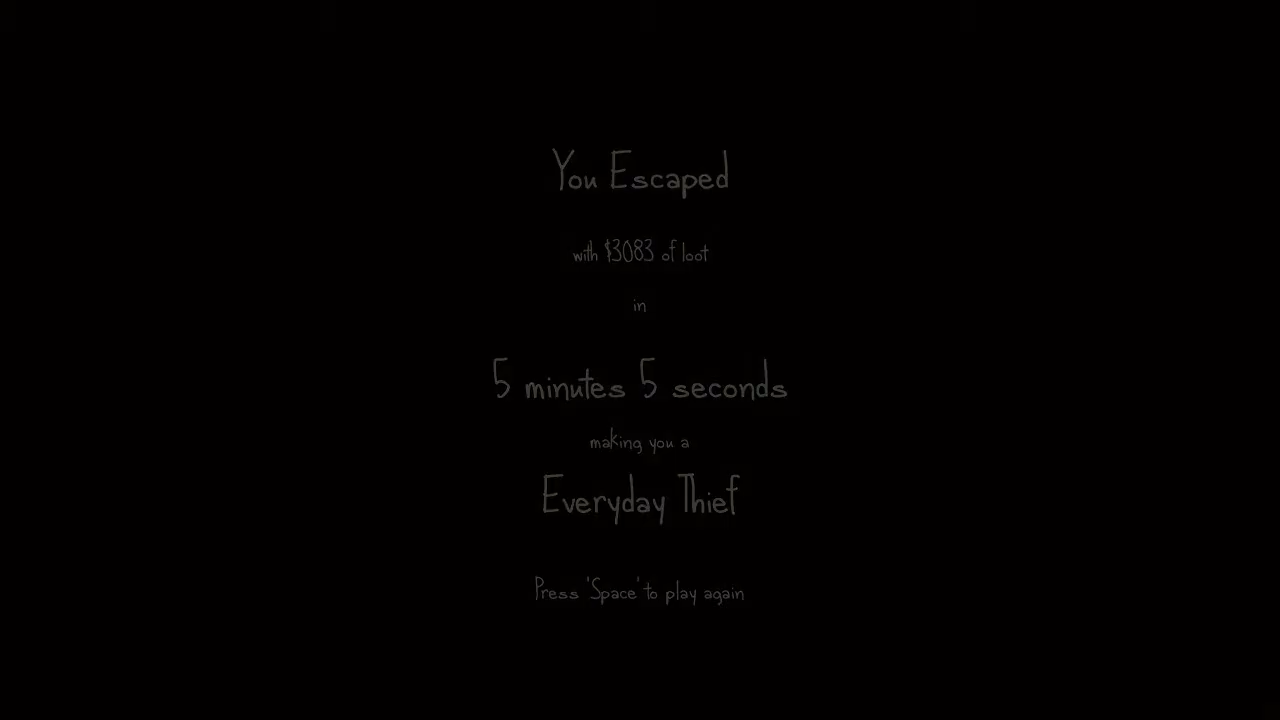 You Escaped
with $3083 of loot
in
5 minutes 5 seconds
making you a
Everyday Thief
Press 'Space' to play again